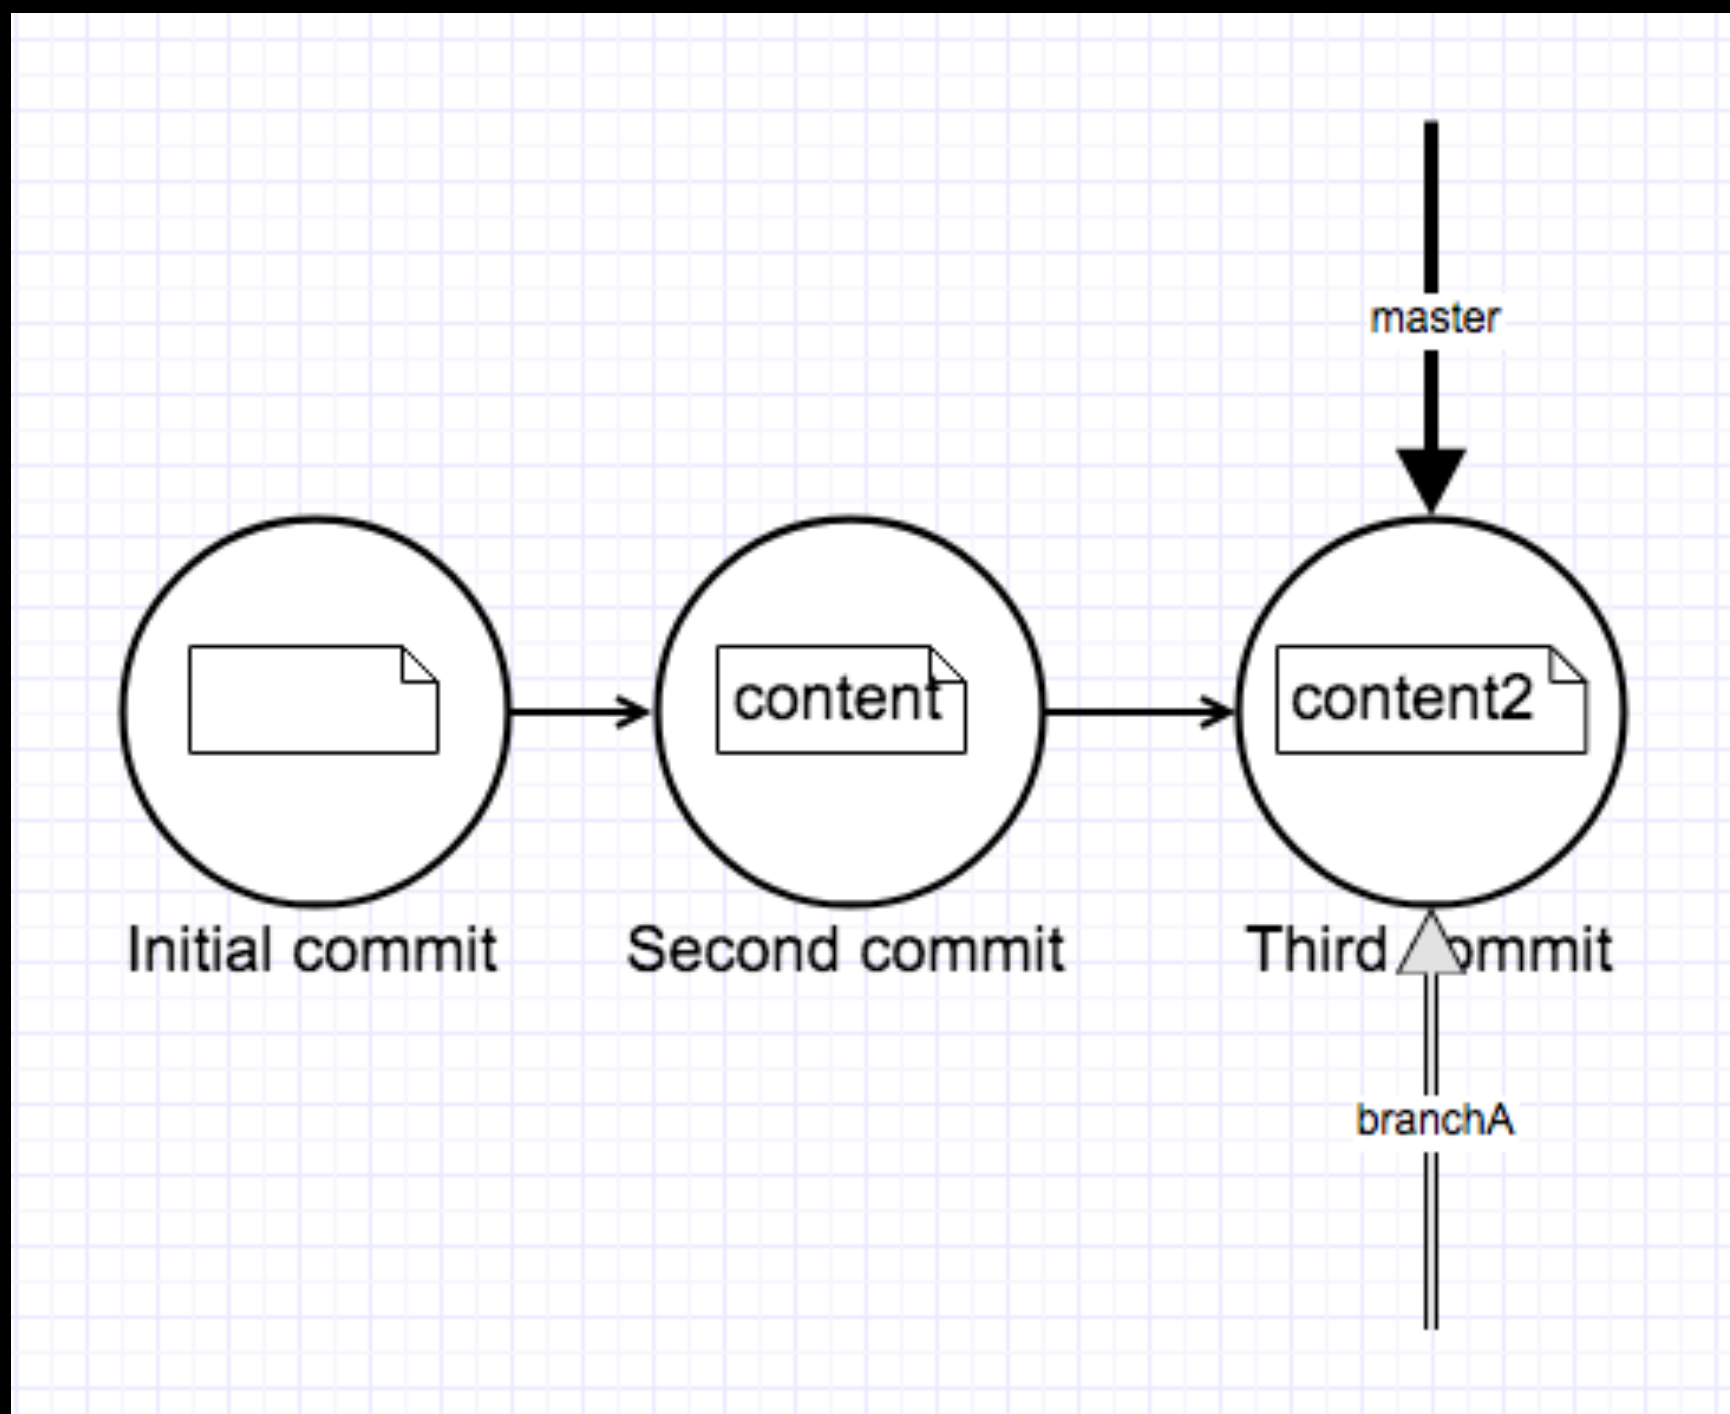 master
content
content2
Initial commit
Second commit
Third ommit
branchA